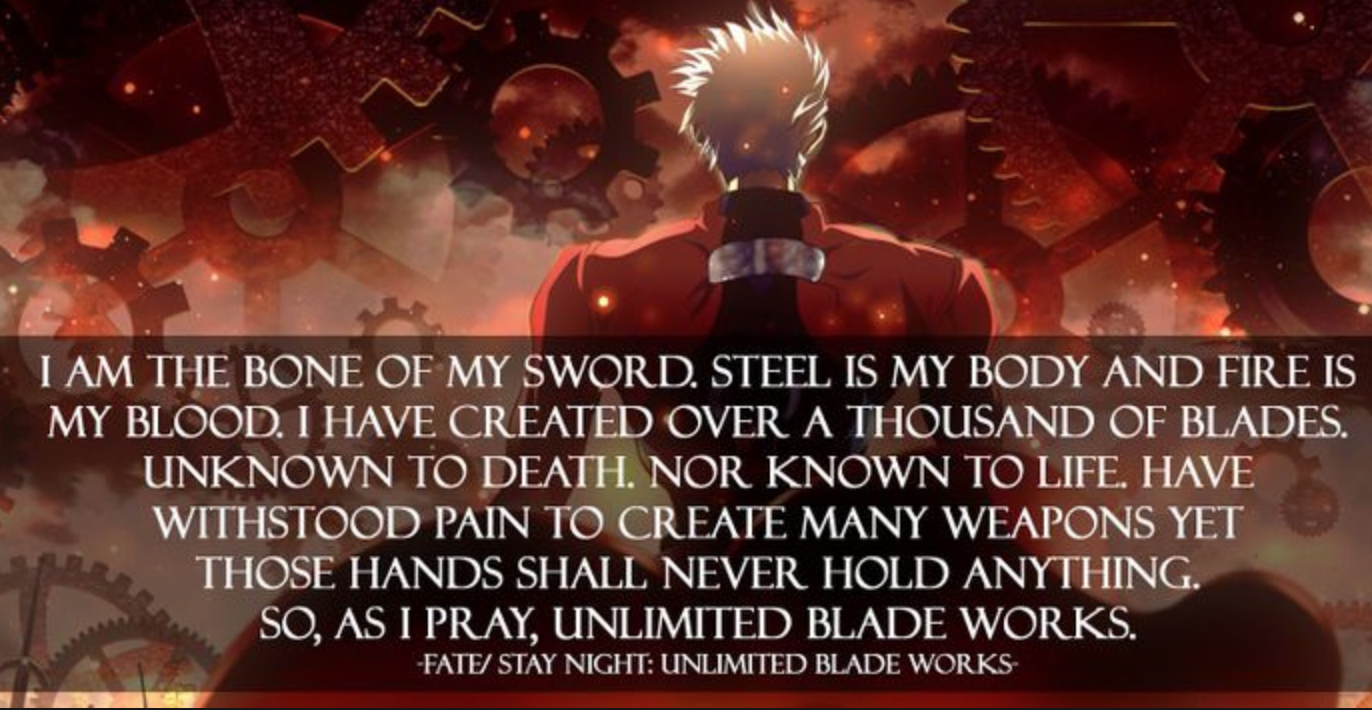 I AM THE BONE OF MY SWORD. STEEL IS MY BODY AND FIRE IS
MY BLOOD. I HAVE CREATED OVER A THOUSAND OF BLADES.
UNKNOWN TO DEATH. NOR KNOWN TO LIFE. HAVE
WITHSTOOD PAIN TO CREATE MANY WEAPONS YET
THOSE HANDS SHALL NEVER HOLD ANYTHING.
SO, AS I PRAY, UNLIMITED BLADE WORKS.
-FATE/ STAY NIGHT: UNLIMITED BLADE WORKS-